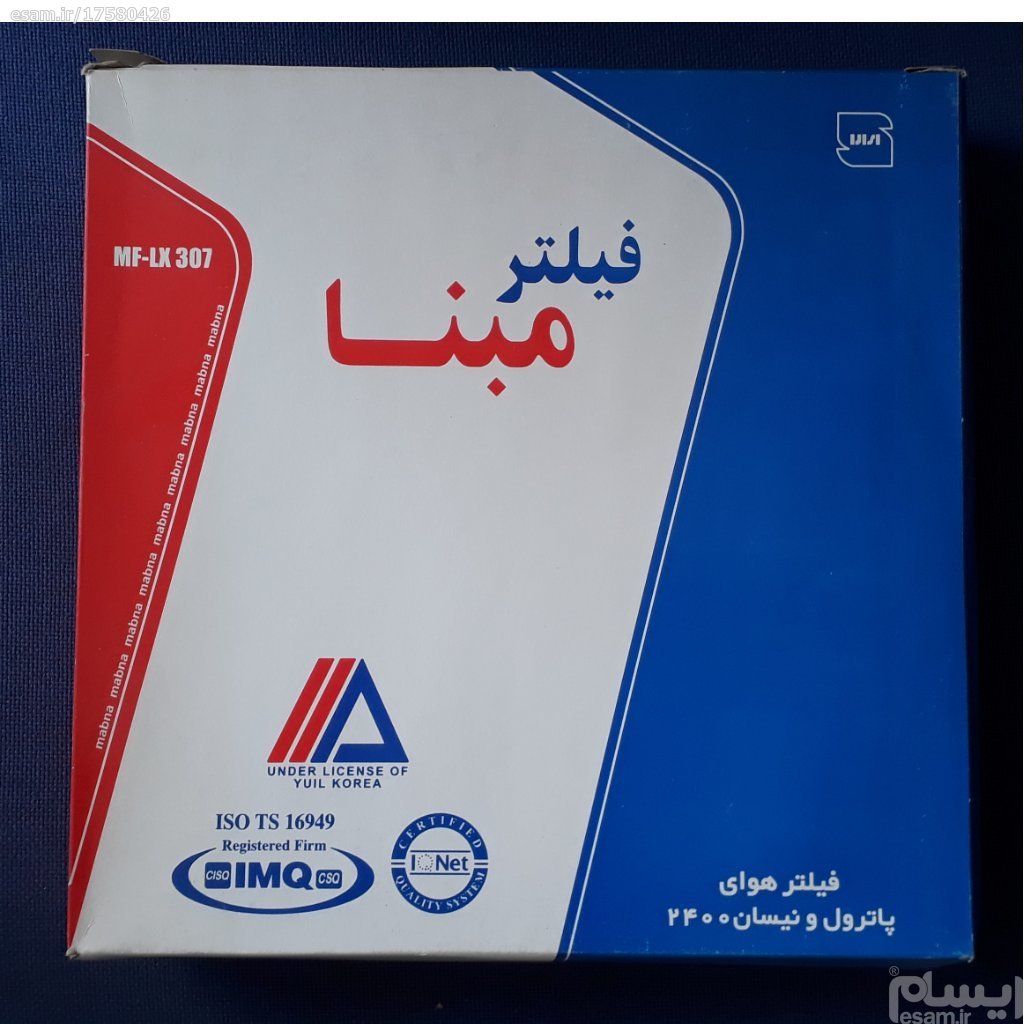 esam.ir/17580426
MF-LX 307
فیلتر
مبنا
mabna mabna mabna mabna mabna mabna mabna mabna mabna
UNDER LICENSE OF
YUIL KOREA
ISO TS 16949
Registered Firm
CISQ IMQ CSQ
CERTIFIED
IQNet
QUALITY SYSTEM
فیلتر هوای
پاترول و نیسان ۲۴۰۰
ایسام®
esam.ir